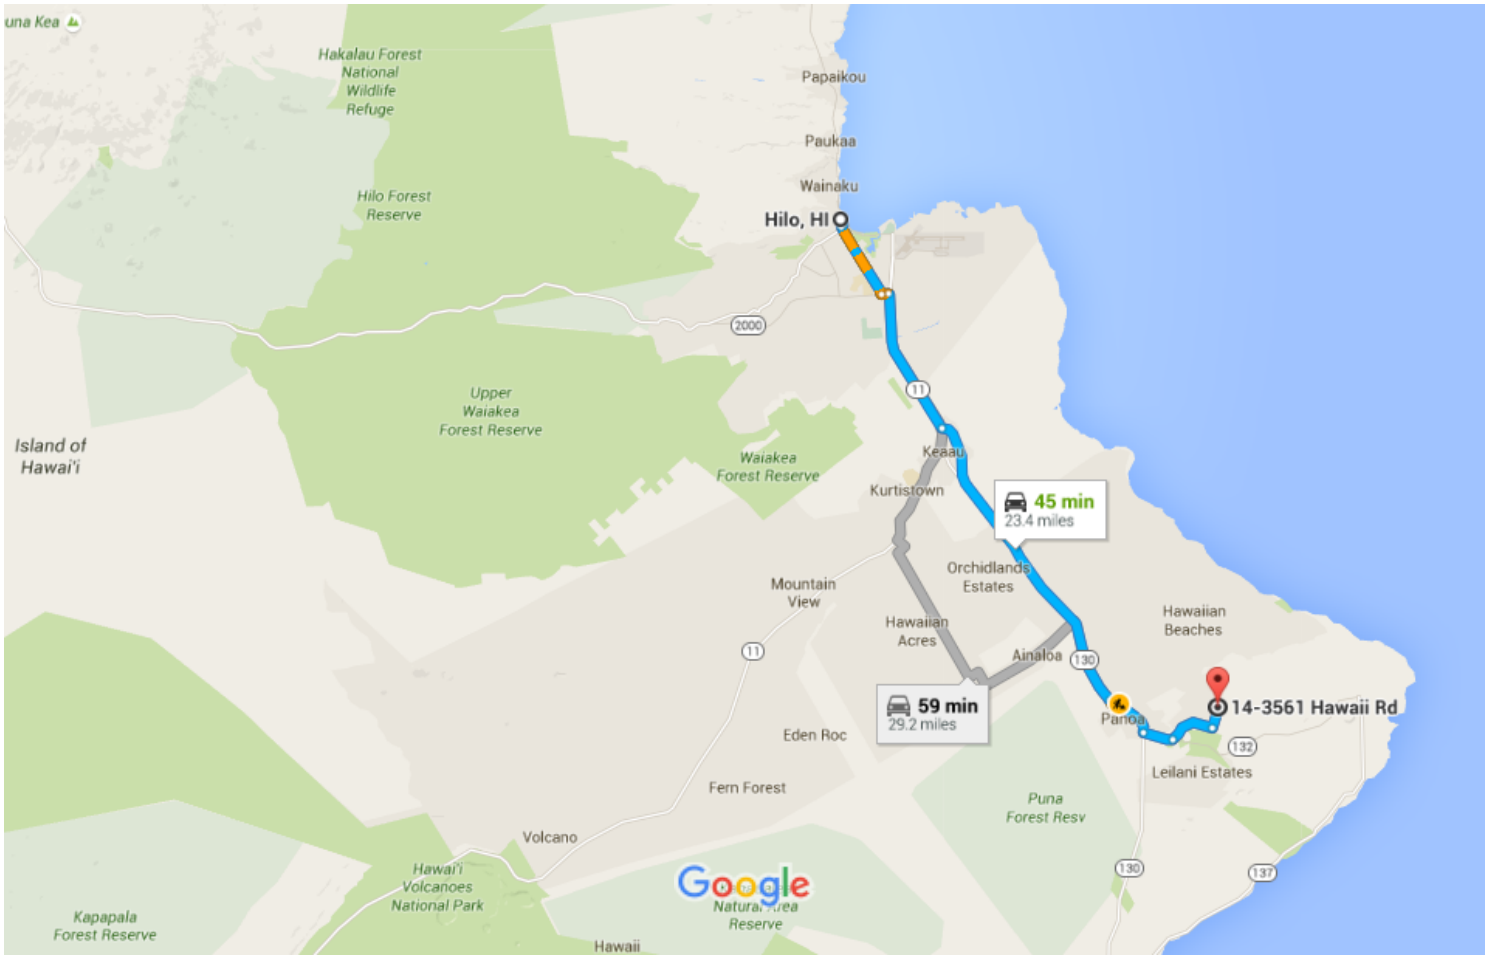 una Kea
Hakalau Forest
National
Wildlife
Refuge
Papaikou
Paukaa
Wainaku
Hilo Forest
Reserve
Hilo, HI
2000
11
Upper
Waiakea
Forest Reserve
Island of
Hawai'i
Waiakea
Forest Reserve
Keaau
Kurtistown
45 min
23.4 miles
Orchidlands
Estates
Mountain
View
Hawaiian
Acres
Hawaiian
Beaches
11
Ainaloa
130
59 min
29.2 miles
Pahoa
14-3561 Hawaii Rd
132
Eden Roc
Leilani Estates
Fern Forest
Puna
Forest Resv
Volcano
130
137
Hawai'i
Volcanoes
National Park
Google
Natural Area
Reserve
Kapapala
Forest Reserve
Hawaii